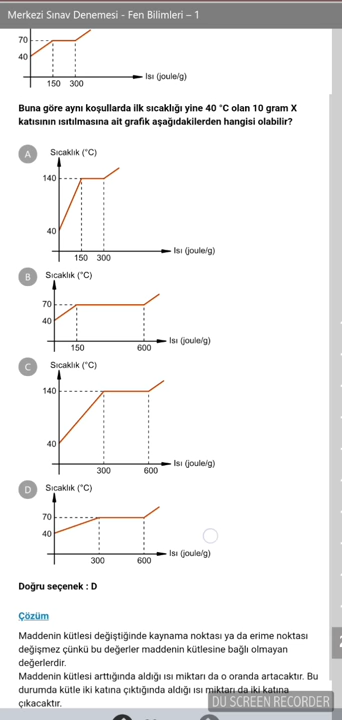 Merkezi Sınav Denemesi - Fen Bilimleri – 1
70
40
150 300
Isı (joule/g)
Buna göre aynı koşullarda ilk sıcaklığı yine 40 °C olan 10 gram X
katısının ısıtılmasına ait grafik aşağıdakilerden hangisi olabilir?
A
Sıcaklık (°C)
140
40
150 300
Isı (joule/g)
B
Sıcaklık (°C)
70
40
150 600
Isı (joule/g)
C
Sıcaklık (°C)
140
40
300 600
Isı (joule/g)
D
Sıcaklık (°C)
70
40
300 600
Isı (joule/g)
Doğru seçenek : D
Çözüm
Maddenin kütlesi değiştiğinde kaynama noktası ya da erime noktası
değişmez çünkü bu değerler maddenin kütlesine bağlı olmayan
değerlerdir.
Maddenin kütlesi arttığında aldığı ısı miktarı da o oranda artacaktır. Bu
durumda kütle iki katına çıktığında aldığı ısı miktarı da iki katına
çıkacaktır.
DU SCREEN RECORDER